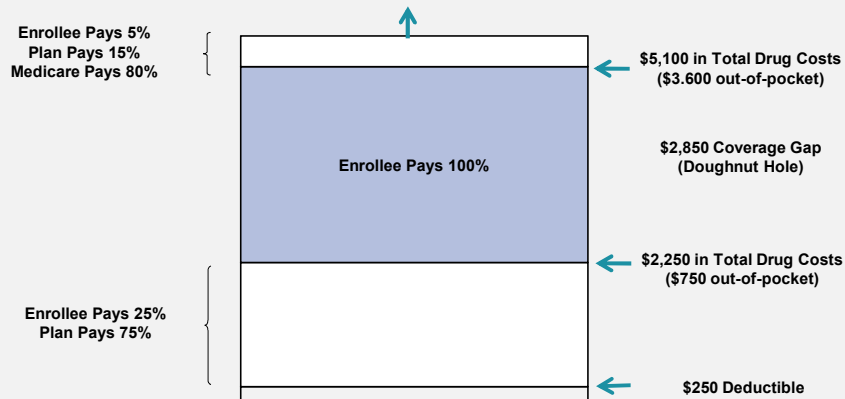 Enrollee Pays 5%
Plan Pays 15%
Medicare Pays 80%
$5,100 in Total Drug Costs
($3.600 out-of-pocket)
Enrollee Pays 100%
$2,850 Coverage Gap
(Doughnut Hole)
$2,250 in Total Drug Costs
($750 out-of-pocket)
Enrollee Pays 25%
Plan Pays 75%
$250 Deductible